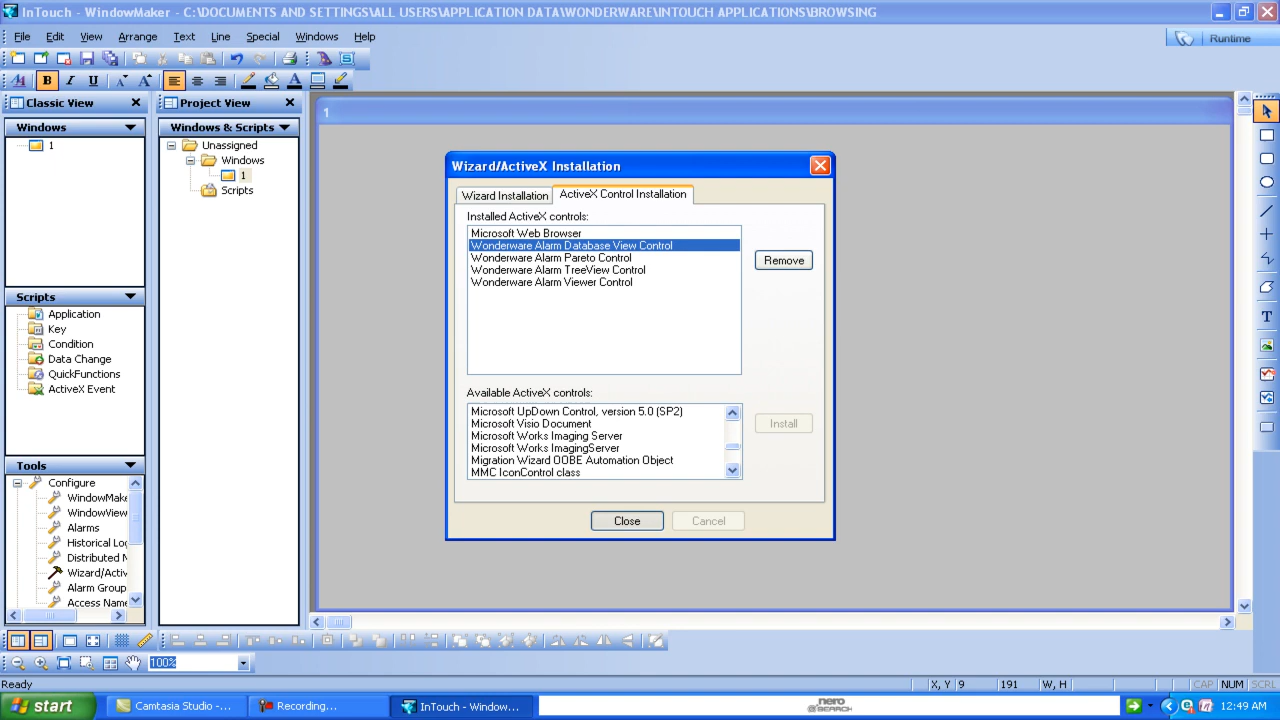 InTouch - WindowMaker - C:\DOCUMENTS AND SETTINGS\ALL USERS\APPLICATION DATA\WONDERWARE\INTOUCH APPLICATIONS\BROWSING
File Edit View Arrange Text Line Special Windows Help
Runtime
Classic View
Project View
Windows
1
Windows & Scripts
Unassigned
Windows
1
Scripts
1
Scripts
Application
Key
Condition
Data Change
QuickFunctions
ActiveX Event
Tools
Configure
WindowMake
WindowView
Alarms
Historical Log
Distributed N
Wizard/Activ
Alarm Group
Access Name
Wizard/ActiveX Installation
Wizard Installation
ActiveX Control Installation
Installed ActiveX controls:
Microsoft Web Browser
Wonderware Alarm Database View Control
Wonderware Alarm Pareto Control
Wonderware Alarm TreeView Control
Wonderware Alarm Viewer Control
Remove
Available ActiveX controls:
Microsoft UpDown Control, version 5.0 (SP2)
Microsoft Visio Document
Microsoft Works Imaging Server
Microsoft Works ImagingServer
Migration Wizard OOBE Automation Object
MMC IconControl class
Install
Close
Cancel
100%
Ready
X, Y 9 191 W, H CAP NUM SCRL
start
Camtasia Studio -...
Recording...
InTouch - Window...
nero
SEARCH
12:49 AM